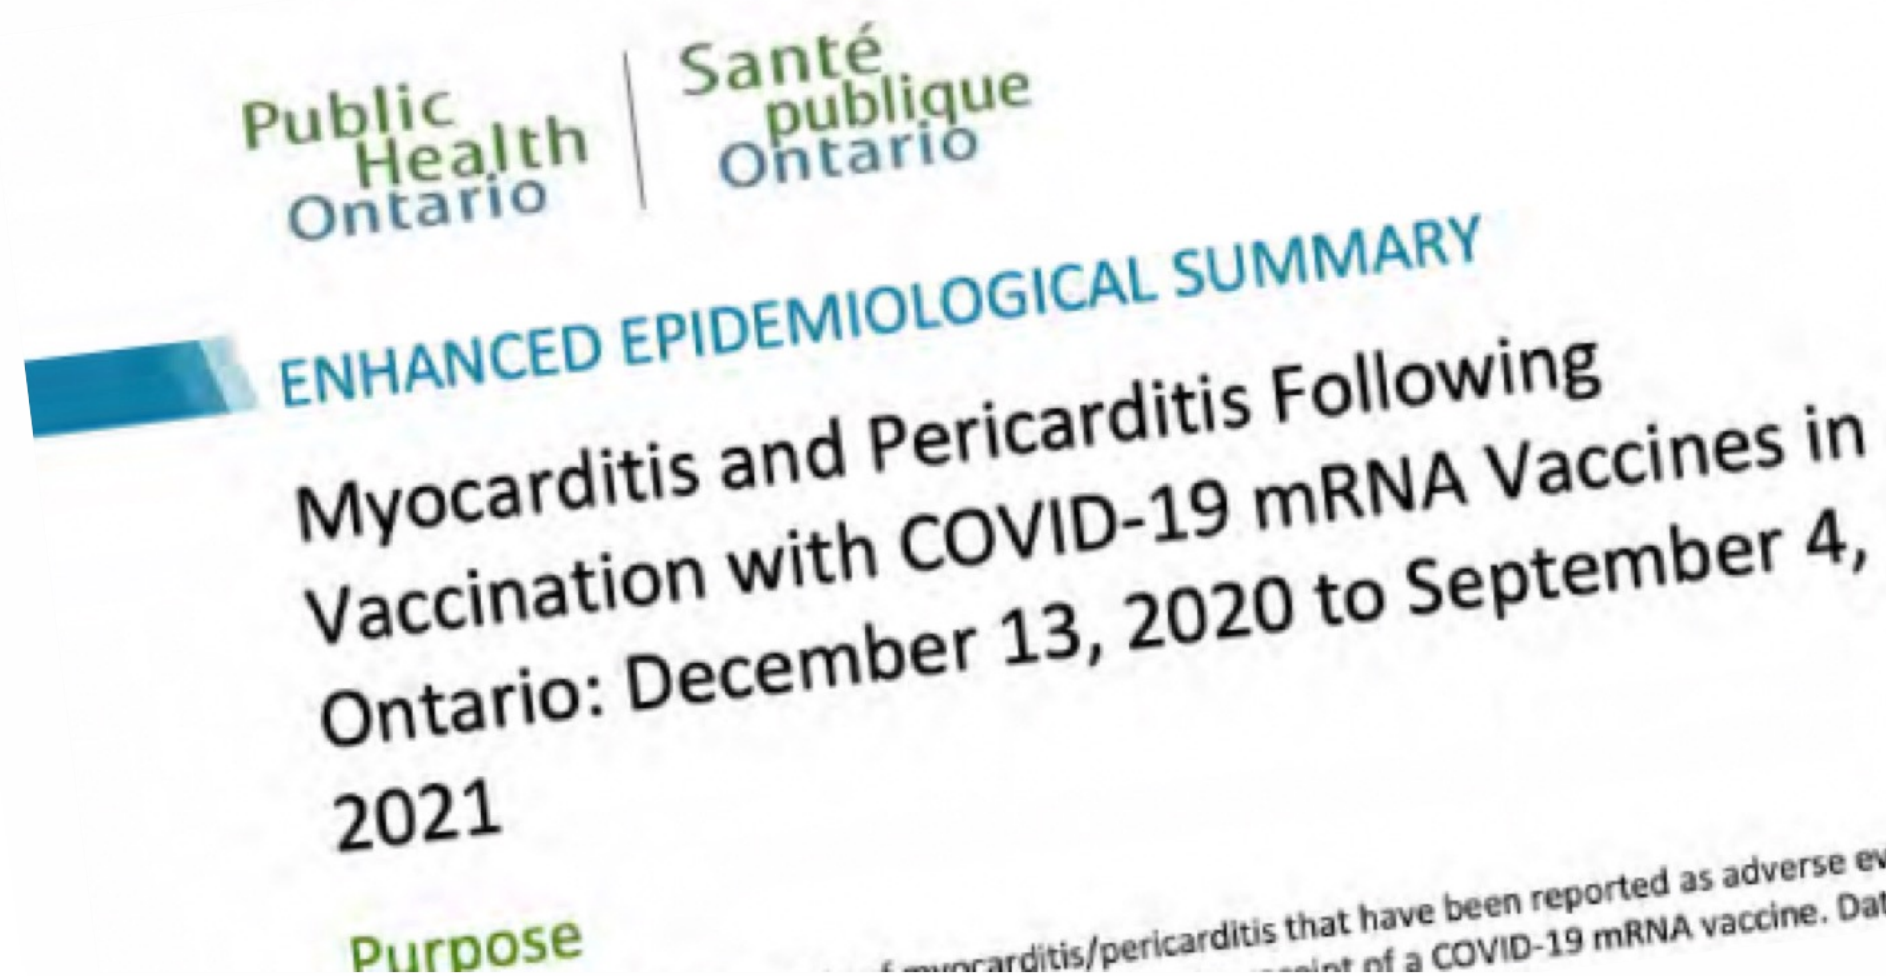 Public
Health
Ontario
Santé
publique
Ontario
ENHANCED EPIDEMIOLOGICAL SUMMARY
Myocarditis and Pericarditis Following
Vaccination with COVID-19 mRNA Vaccines in
Ontario: December 13, 2020 to September 4,
2021
Purpose
myocarditis/pericarditis that have been reported as adverse
of a COVID-19 mRNA vaccine.